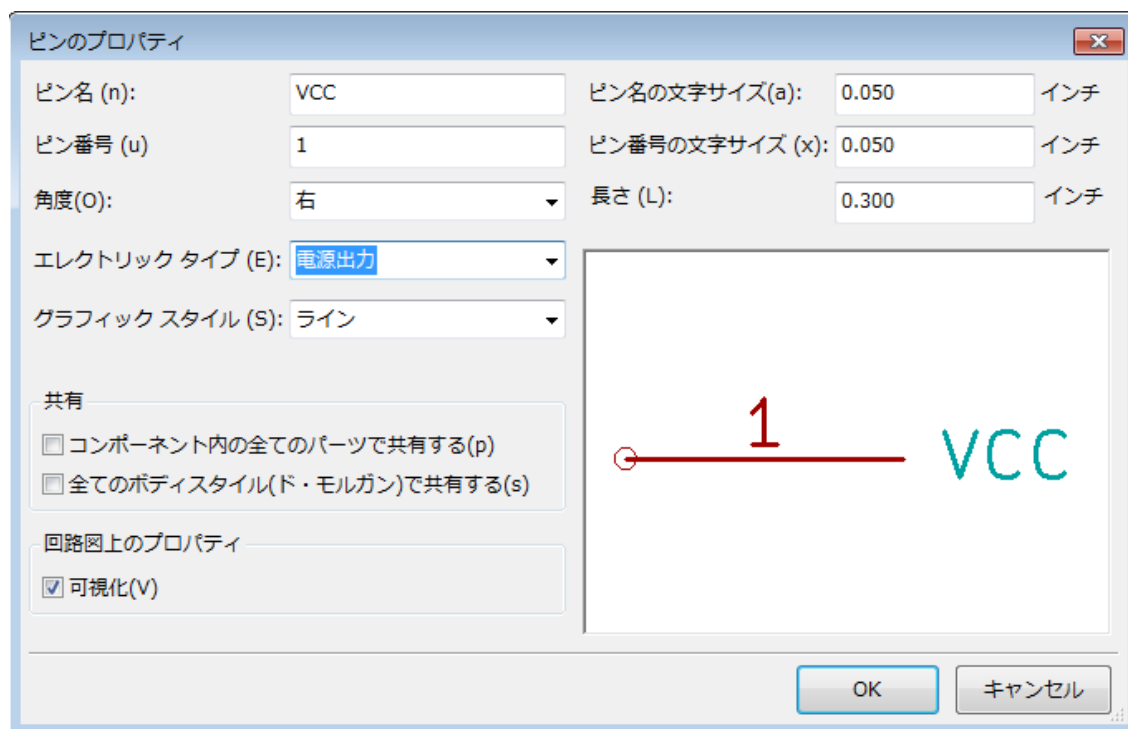 ピンのプロパティ
ピン名 (n): VCC
ピン番号 (u) 1
角度(O): 右
エレクトリック タイプ (E): 電源出力
グラフィック スタイル (S): ライン
共有
コンポーネント内の全てのパーツで共有する(p)
全てのボディスタイル(ド・モルガン)で共有する(s)
回路図上のプロパティ
可視化(V)
ピン名の文字サイズ(a): 0.050 インチ
ピン番号の文字サイズ (x): 0.050 インチ
長さ (L): 0.300 インチ
1 VCC
OK キャンセル